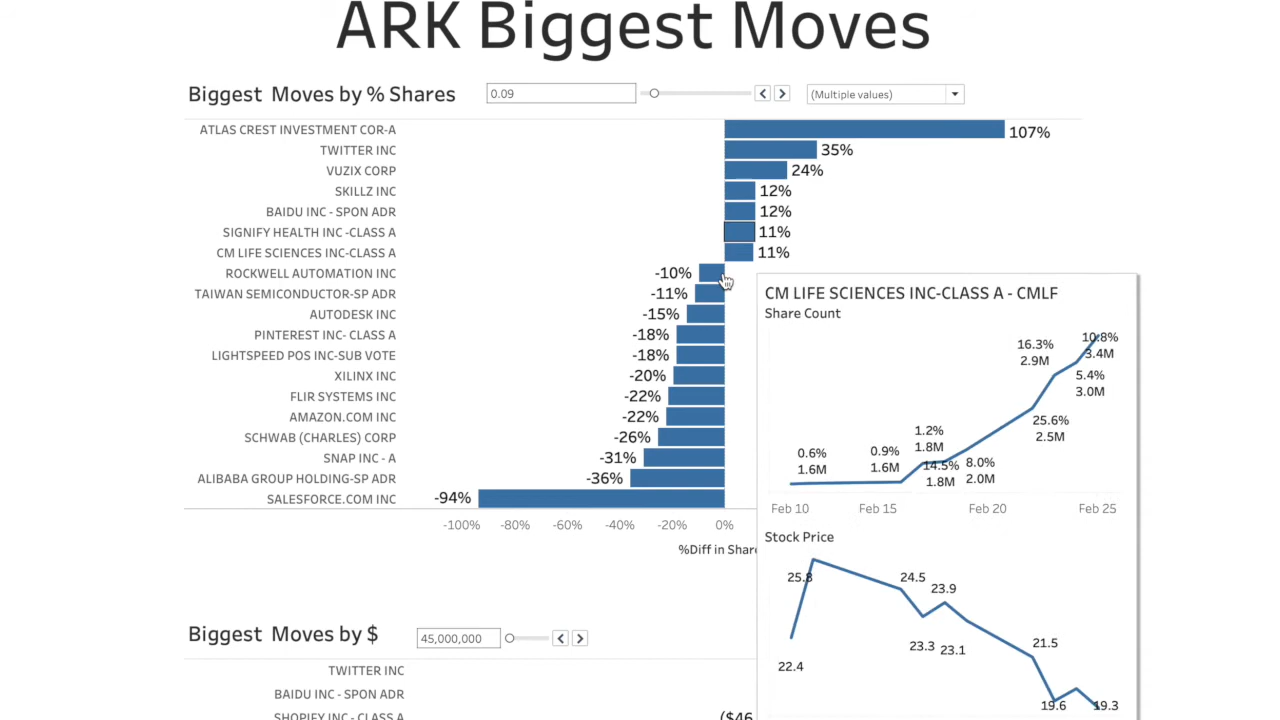 ARK Biggest Moves
Biggest Moves by % Shares
0.09
(Multiple values)
ATLAS CREST INVESTMENT COR-A 107%
TWITTER INC 35%
VUZIX CORP 24%
SKILLZ INC 12%
BAIDU INC - SPON ADR 12%
SIGNIFY HEALTH INC -CLASS A 11%
CM LIFE SCIENCES INC-CLASS A 11%
ROCKWELL AUTOMATION INC -10%
TAIWAN SEMICONDUCTOR-SP ADR -11%
AUTODESK INC -15%
PINTEREST INC- CLASS A -18%
LIGHTSPEED POS INC-SUB VOTE -18%
XILINX INC -20%
FLIR SYSTEMS INC -22%
AMAZON.COM INC -22%
SCHWAB (CHARLES) CORP -26%
SNAP INC - A -31%
ALIBABA GROUP HOLDING-SP ADR -36%
SALESFORCE.COM INC -94%
-100% -80% -60% -40% -20% 0%
%Diff in Shar
CM LIFE SCIENCES INC-CLASS A - CMLF
Share Count
0.6%
1.6M
0.9%
1.6M
1.2%
1.8M
14.5%
1.8M
8.0%
2.0M
25.6%
2.5M
16.3%
2.9M
5.4%
3.0M
10.8%
3.4M
Feb 10 Feb 15 Feb 20 Feb 25
Stock Price
22.4
25.8
24.5
23.3
23.9
23.1
21.5
19.6
19.3
Biggest Moves by $
45,000,000
TWITTER INC
BAIDU INC - SPON ADR
SHOPIFY INC - CLASS A ($46